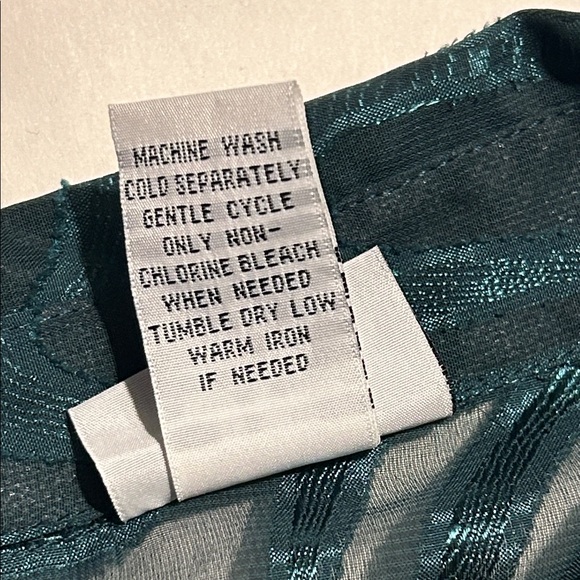 MACHINE WASH
COLD SEPARATELY
GENTLE CYCLE
ONLY NON-
CHLORINE BLEACH
WHEN NEEDED
TUMBLE DRY LOW
WARM IRON
IF NEEDED